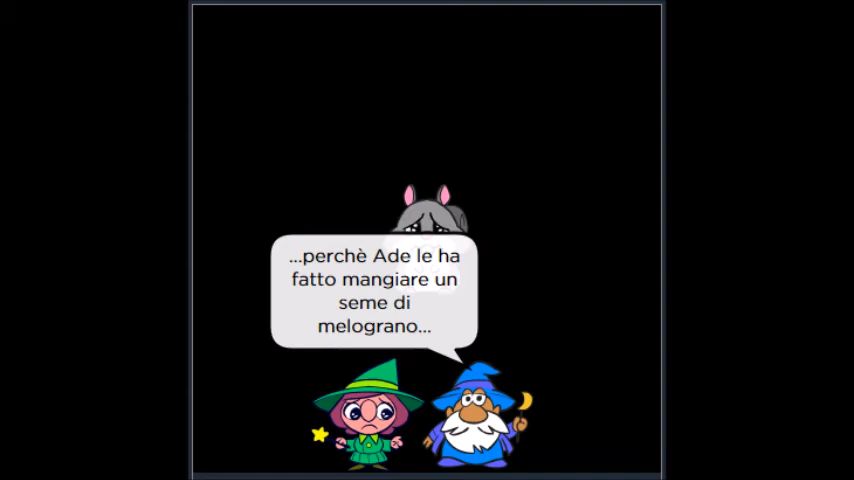 ...perchè Ade le ha
fatto mangiare un
seme di
melograno...